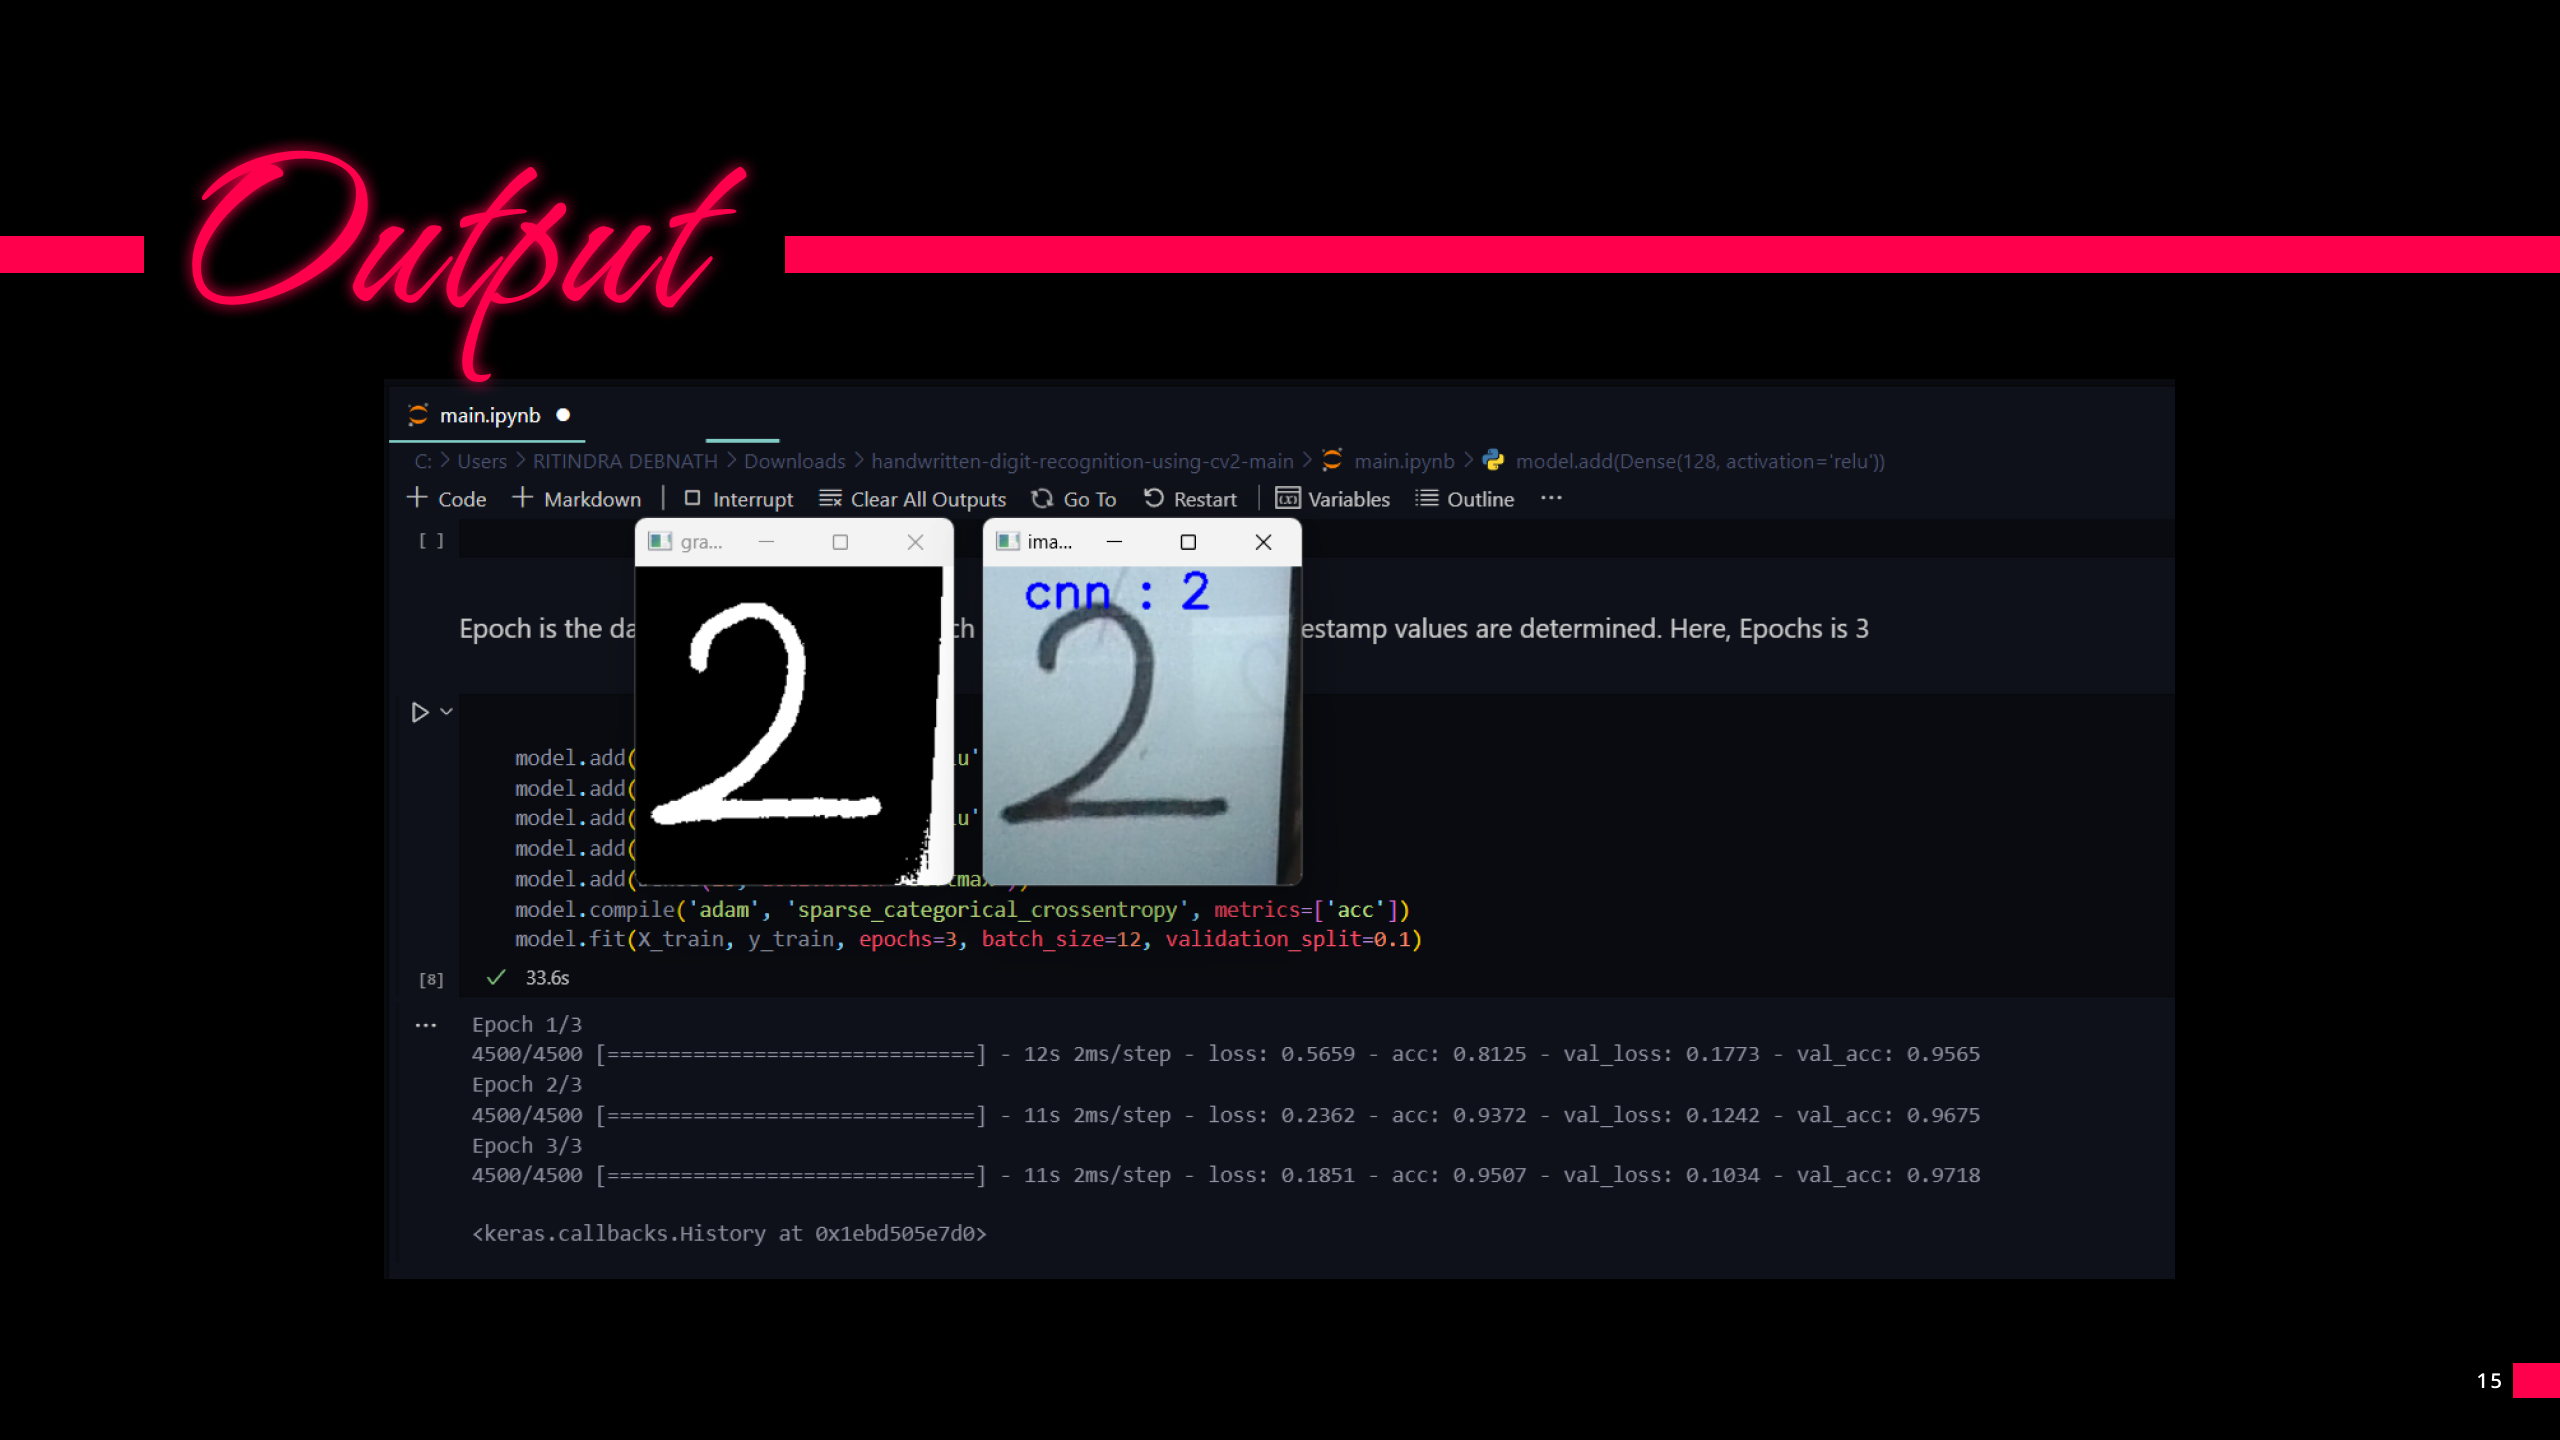 Output
main.ipynb
C: > Users > RITINDRA DEBNATH > Downloads > handwritten-digit-recognition-using-cv2-main > main.ipynb > model.add(Dense(128, activation='relu'))
+ Code + Markdown | Interrupt Clear All Outputs Go To Restart | Variables Outline ...
[ ]
gra...
ima...
cnn : 2
2
2
Epoch is the da ch estamp values are determined. Here, Epochs is 3
model.add( lu'
model.add(
model.add( lu'
model.add(
model.add(
model.compile('adam', 'sparse_categorical_crossentropy', metrics=['acc'])
model.fit(X_train, y_train, epochs=3, batch_size=12, validation_split=0.1)
[8] ✓ 33.6s
... Epoch 1/3
4500/4500 [==============================] - 12s 2ms/step - loss: 0.5659 - acc: 0.8125 - val_loss: 0.1773 - val_acc: 0.9565
Epoch 2/3
4500/4500 [==============================] - 11s 2ms/step - loss: 0.2362 - acc: 0.9372 - val_loss: 0.1242 - val_acc: 0.9675
Epoch 3/3
4500/4500 [==============================] - 11s 2ms/step - loss: 0.1851 - acc: 0.9507 - val_loss: 0.1034 - val_acc: 0.9718
<keras.callbacks.History at 0x1ebd505e7d0>
15